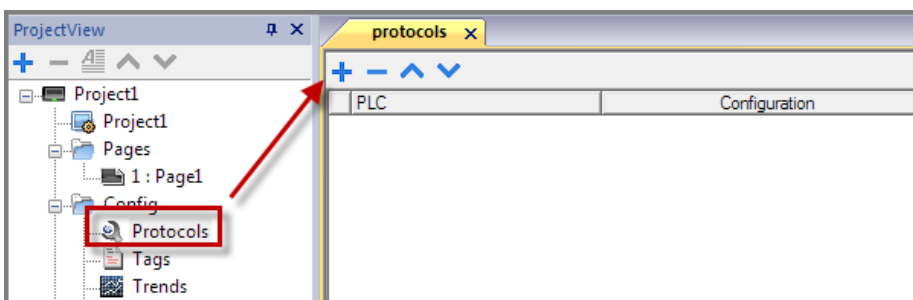 ProjectView
protocols
PLC
Configuration
Project1
Project1
Pages
1 : Page1
Config
Protocols
Tags
Trends